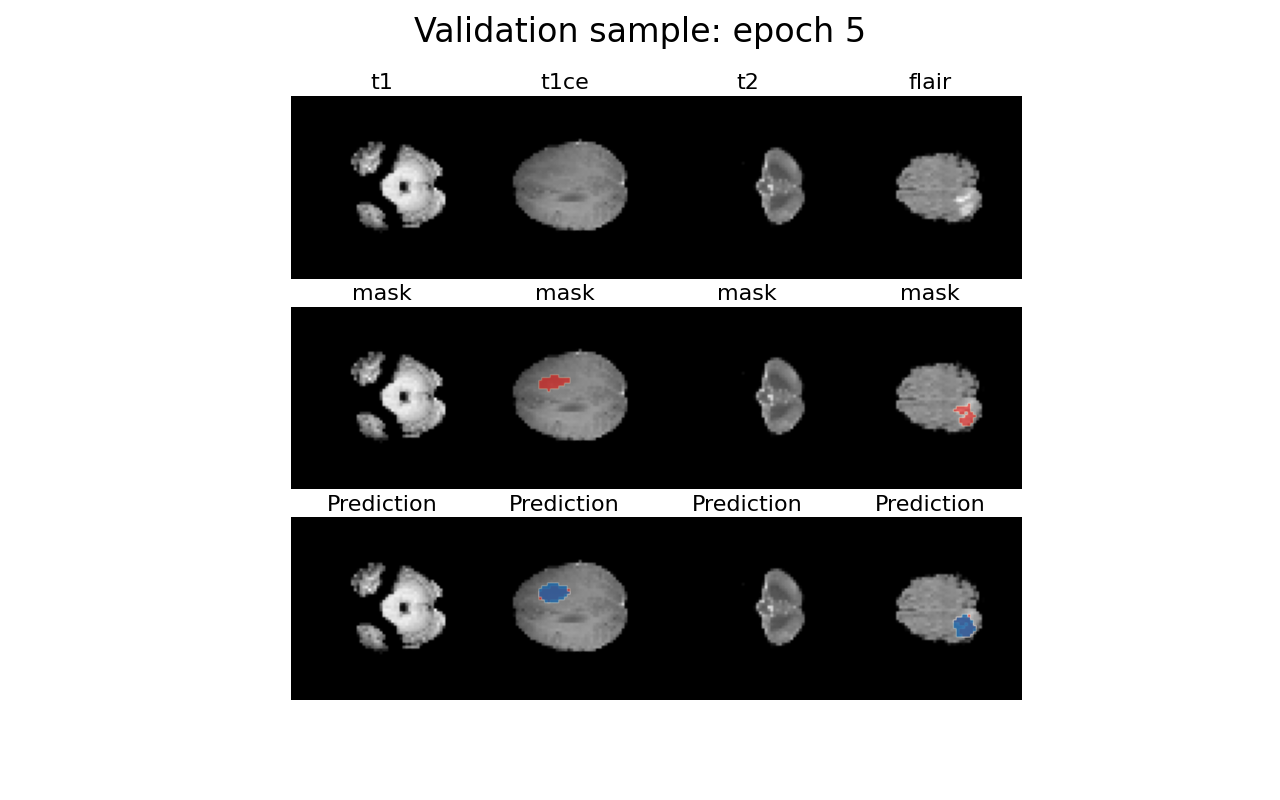 Validation sample: epoch 5
t1 t1ce t2 flair
mask mask mask mask
Prediction Prediction Prediction Prediction